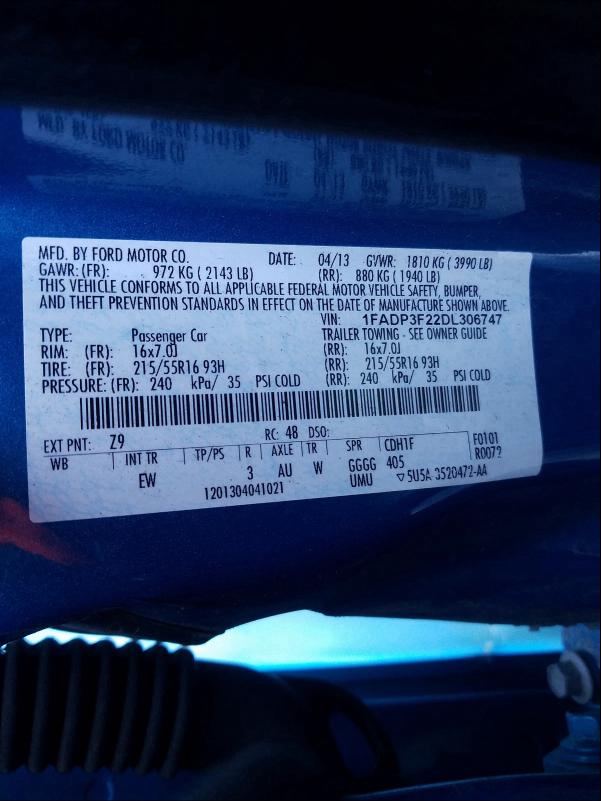 MFD. BY FORD MOTOR CO. DATE: 04/13 GVWR: 1810 KG ( 3990 LB)
GAWR: (FR): 972 KG ( 2143 LB) (RR): 880 KG ( 1940 LB)
THIS VEHICLE CONFORMS TO ALL APPLICABLE FEDERAL MOTOR VEHICLE SAFETY, BUMPER,
AND THEFT PREVENTION STANDARDS IN EFFECT ON THE DATE OF MANUFACTURE SHOWN ABOVE.
VIN: 1FADP3F22DL306747
TYPE: Passenger Car TRAILER TOWING - SEE OWNER GUIDE
RIM: (FR): 16x7.0J (RR): 16x7.0J
TIRE: (FR): 215/55R16 93H (RR): 215/55R16 93H
PRESSURE: (FR): 240 kPa/ 35 PSI COLD (RR): 240 kPa/ 35 PSI COLD
EXT PNT: Z9 RC: 48 DSO: F0101
WB INT TR TP/PS R AXLE TR SPR CDH1F R0072
EW 3 AU W GGGG 405
1201304041021 UMU ▽5U5A 3520472-AA